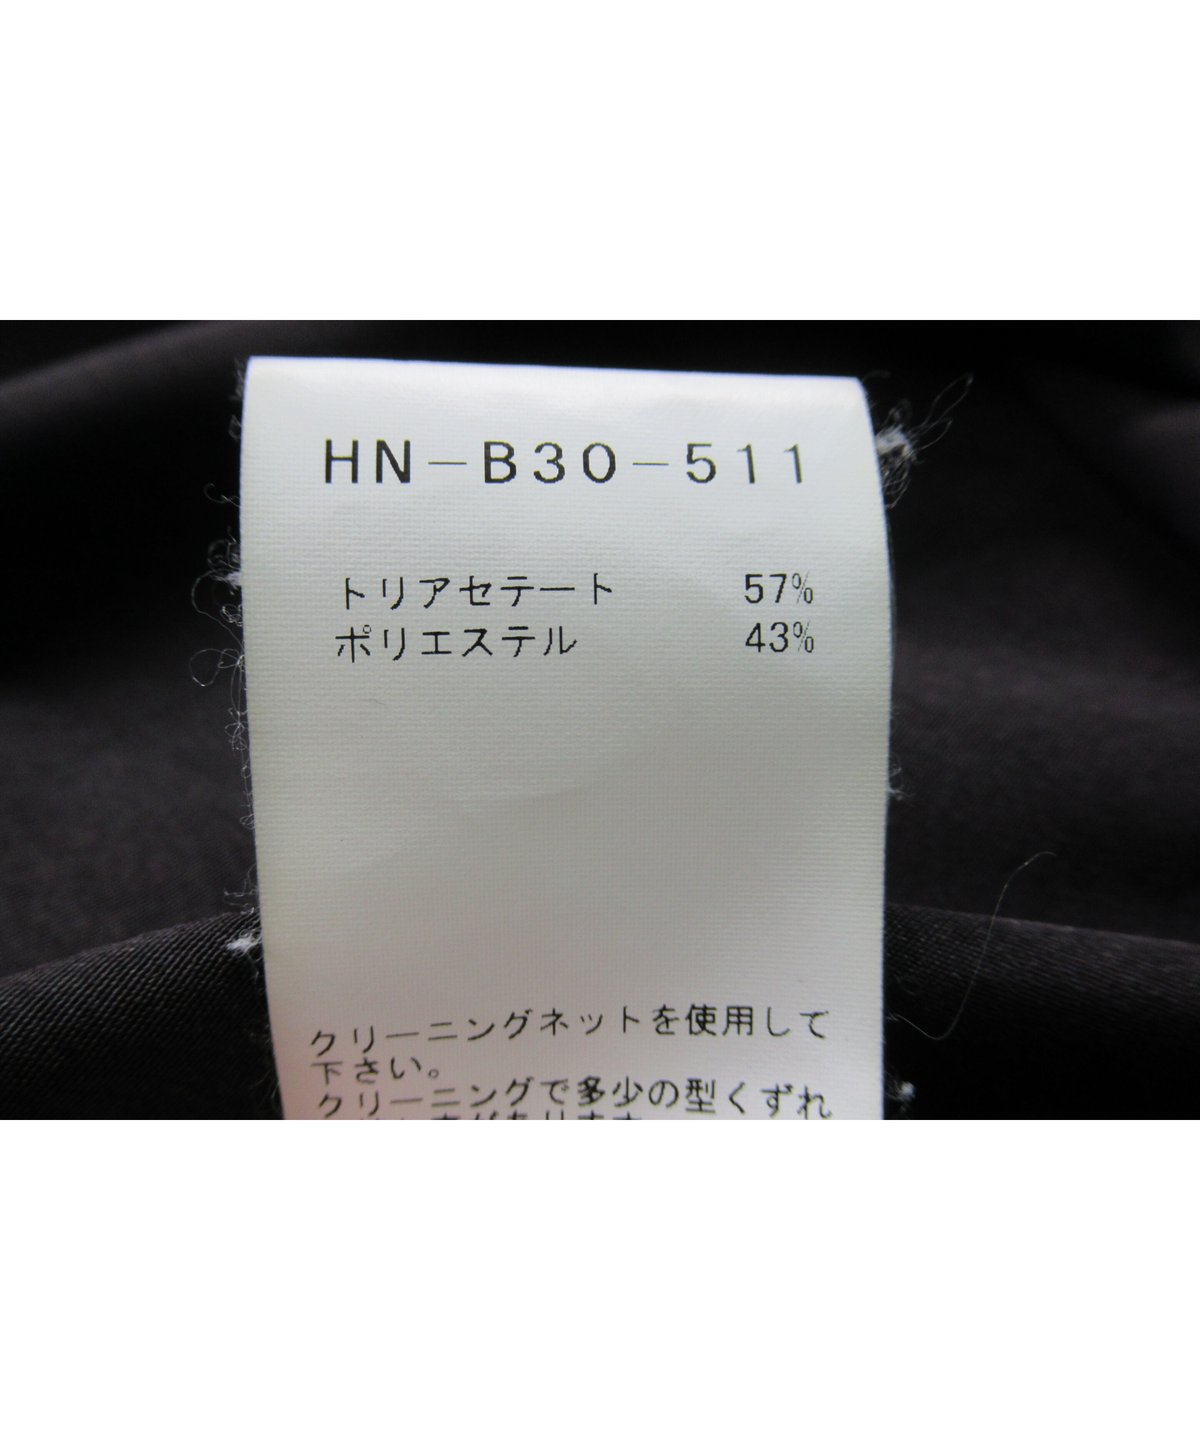 HN-B30-511
トリアセテート 57%
ポリエステル 43%
クリーニングネットを使用して
下さい。
クリーニングで多少の型くずれ